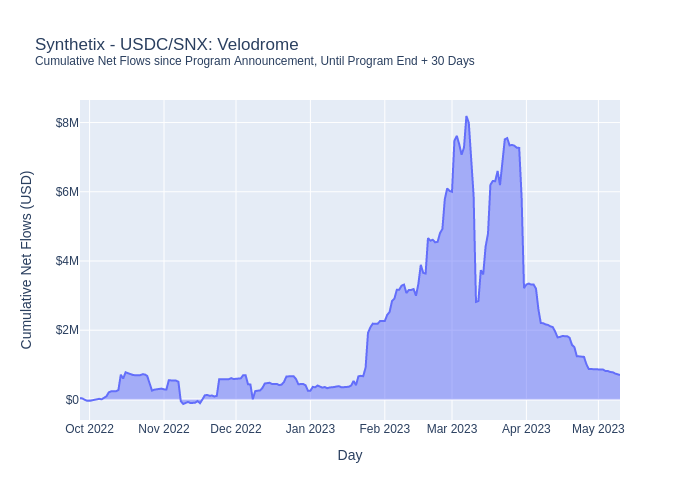 Synthetix - USDC/SNX: Velodrome
Cumulative Net Flows since Program Announcement, Until Program End + 30 Days
Cumulative Net Flows (USD)
$8M
$6M
$4M
$2M
$0
Oct 2022 Nov 2022 Dec 2022 Jan 2023 Feb 2023 Mar 2023 Apr 2023 May 2023
Day